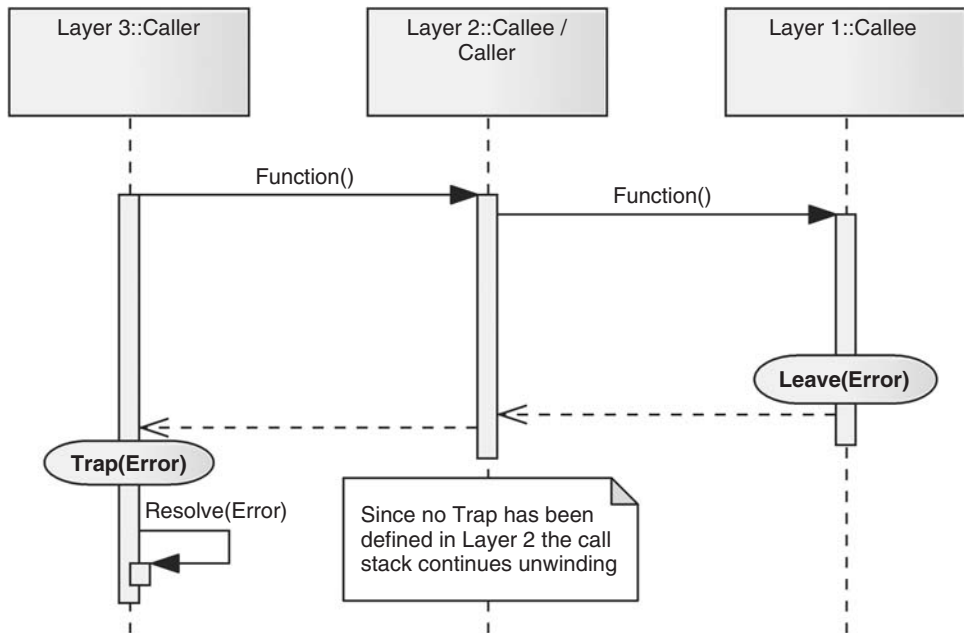 Layer 3::Caller
Layer 2::Callee /
Caller
Layer 1::Callee
Function()
Function()
Leave(Error)
Trap(Error)
Resolve(Error)
Since no Trap has been
defined in Layer 2 the call
stack continues unwinding